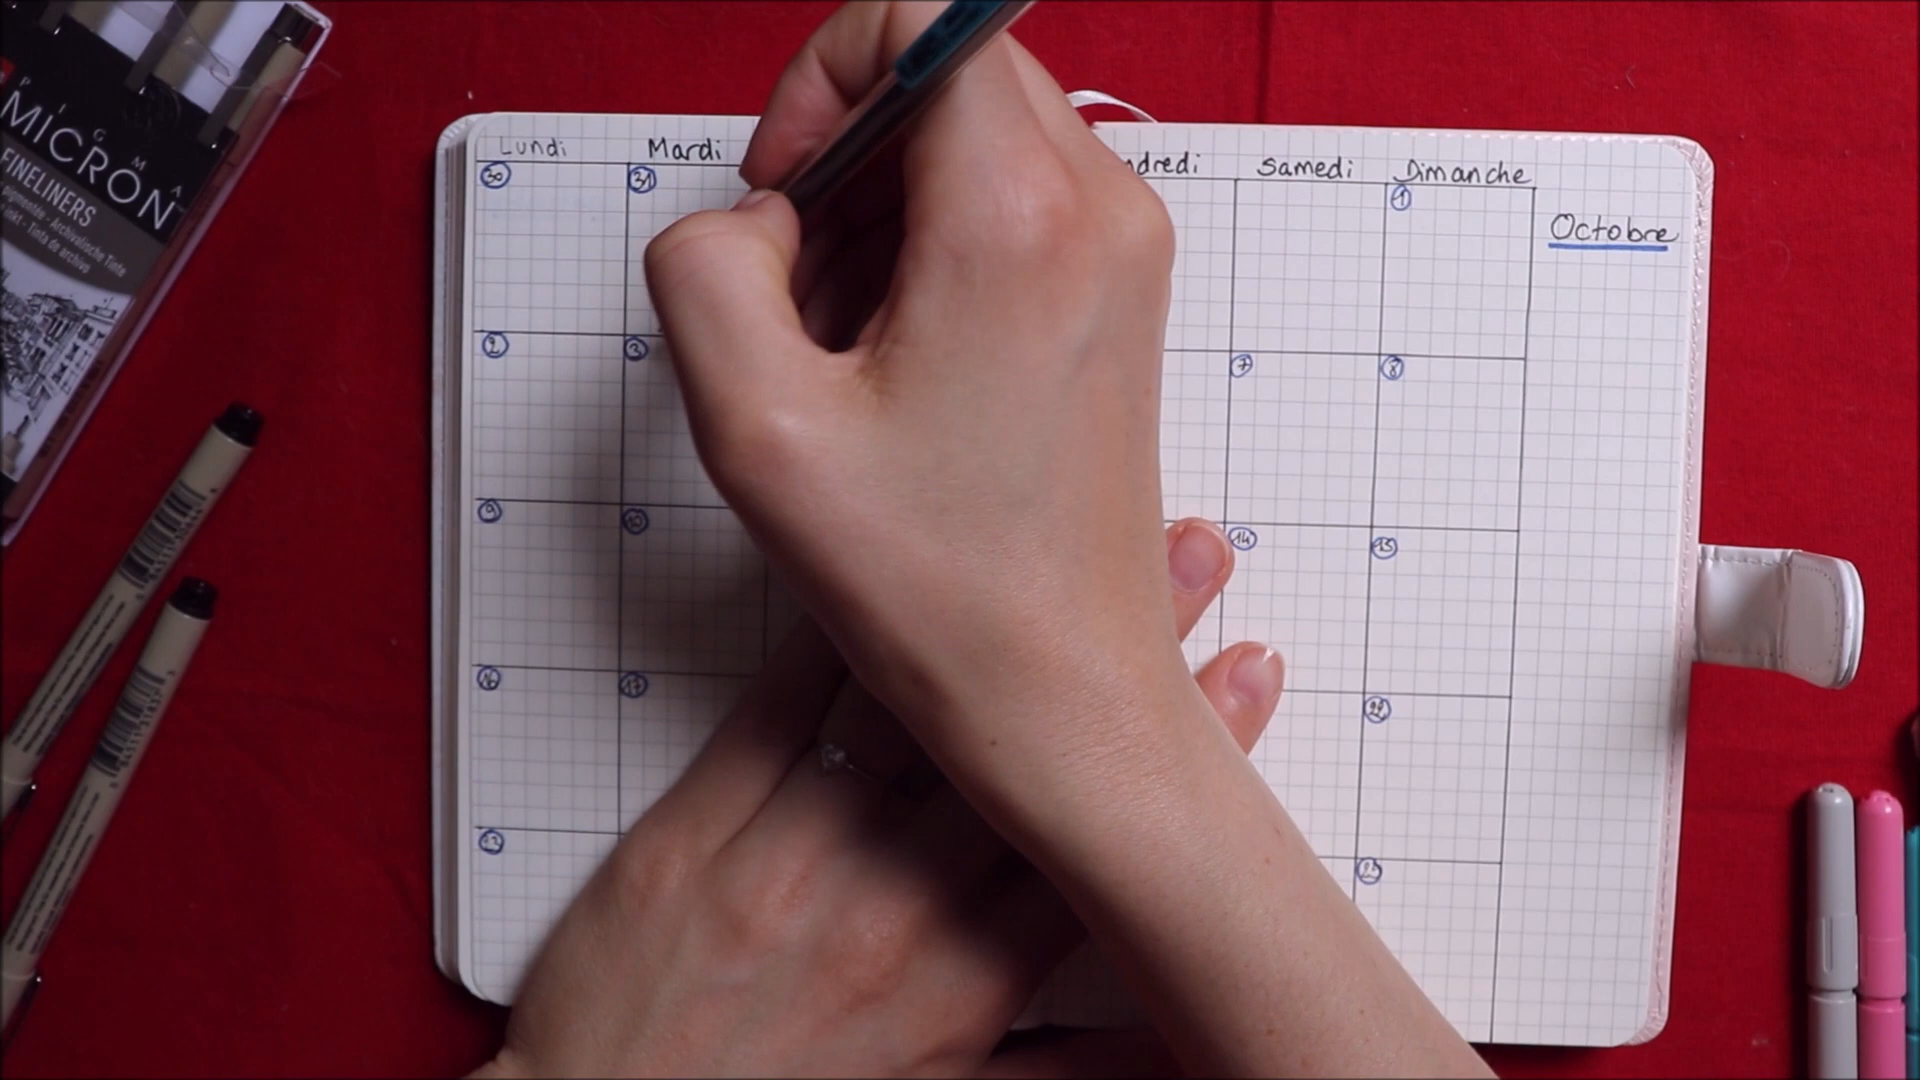 PIGMA
MICRON
FINELINERS
Lundi Mardi ndredi Samedi Dimanche
30 31 1
Octobre
2 3 7 8
9 10 14 15
16 17 22
23